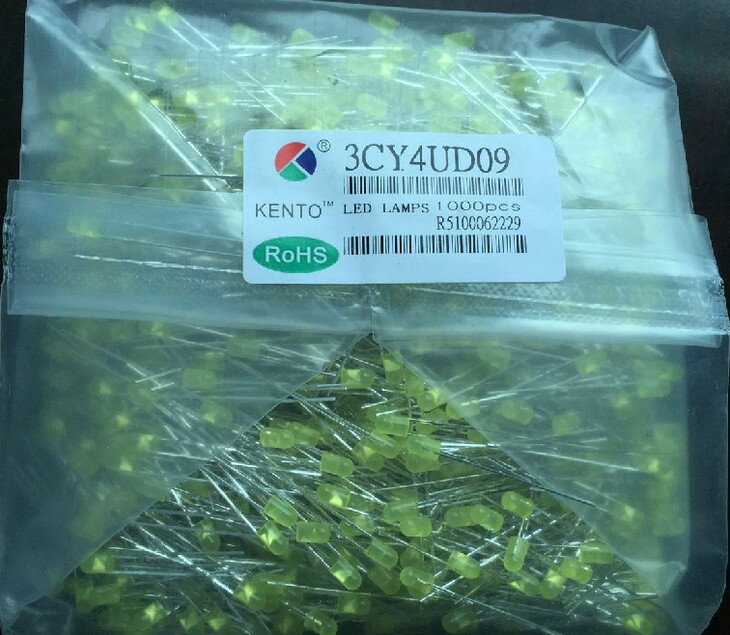 ® 3CY4UD09
KENTO™ LED LAMPS 1000pcs
R5100062229
RoHS